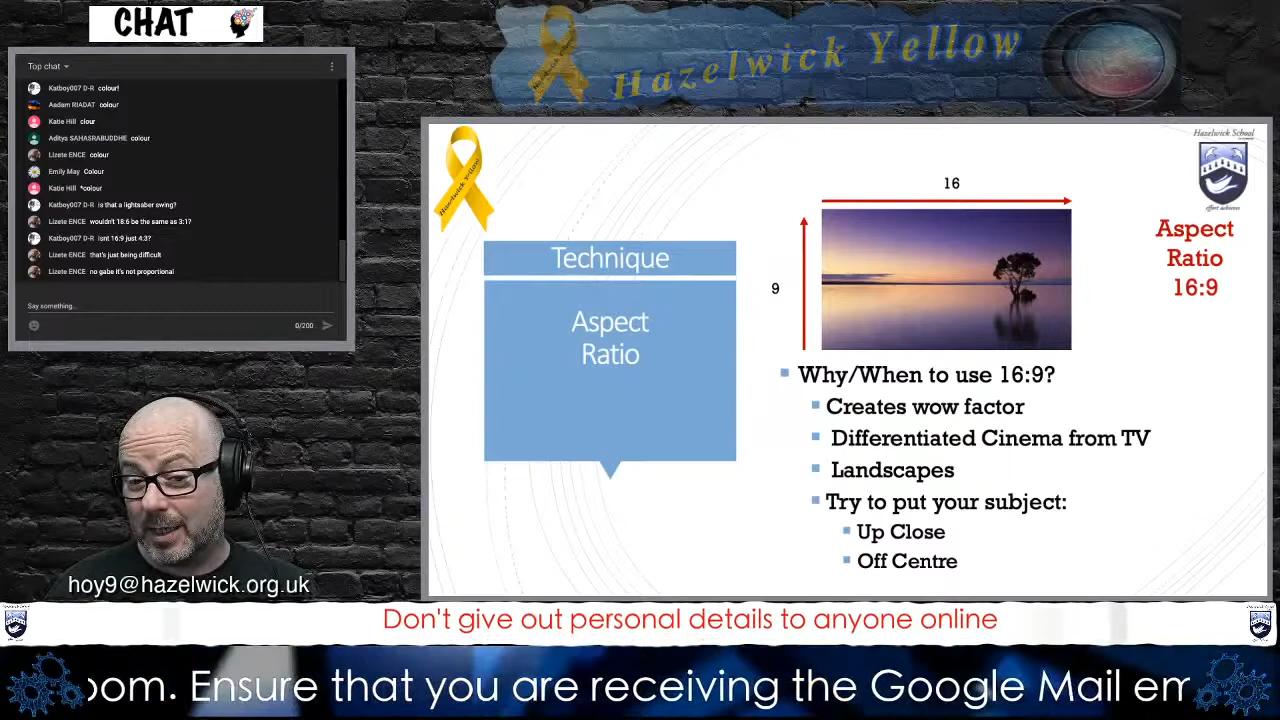 CHAT
Hazelwick Yellow
Top chat
Katboy007 D-R colour!
Aadam RIADAT colour
Katie Hill clour
Aditya SAHASRABUDDHE colour
Lizete ENCE colour
Emily May Colour
Katie Hill *colour
Katboy007 D-R Is that a lightsaber swing?
Lizete ENCE wouldn't 18:6 be the same as 3:1?
Katboy007 D-R Isnt 16:9 just 4:3?
Lizete ENCE that's just being difficult
Lizete ENCE no gabe it's not proportional
Say something...
0/200
hoy9@hazelwick.org.uk
Hazelwick Yellow
Hazelwick School
effort achieves
Technique
Aspect
Ratio
16
9
Aspect
Ratio
16:9
Why/When to use 16:9?
Creates wow factor
Differentiated Cinema from TV
Landscapes
Try to put your subject:
Up Close
Off Centre
Don't give out personal details to anyone online
oom. Ensure that you are receiving the Google Mail em